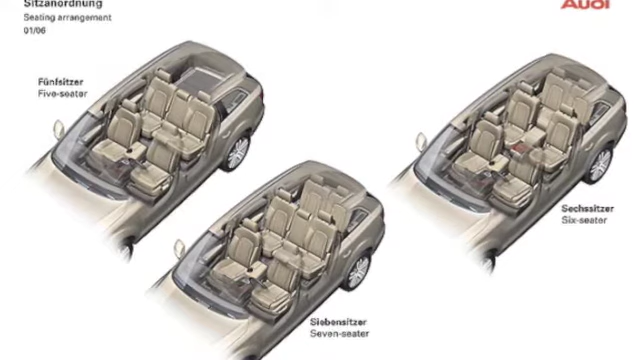 Sitzanordnung
Seating arrangement
01/06
Audi
Fünfsitzer
Five-seater
Sechssitzer
Six-seater
Siebensitzer
Seven-seater